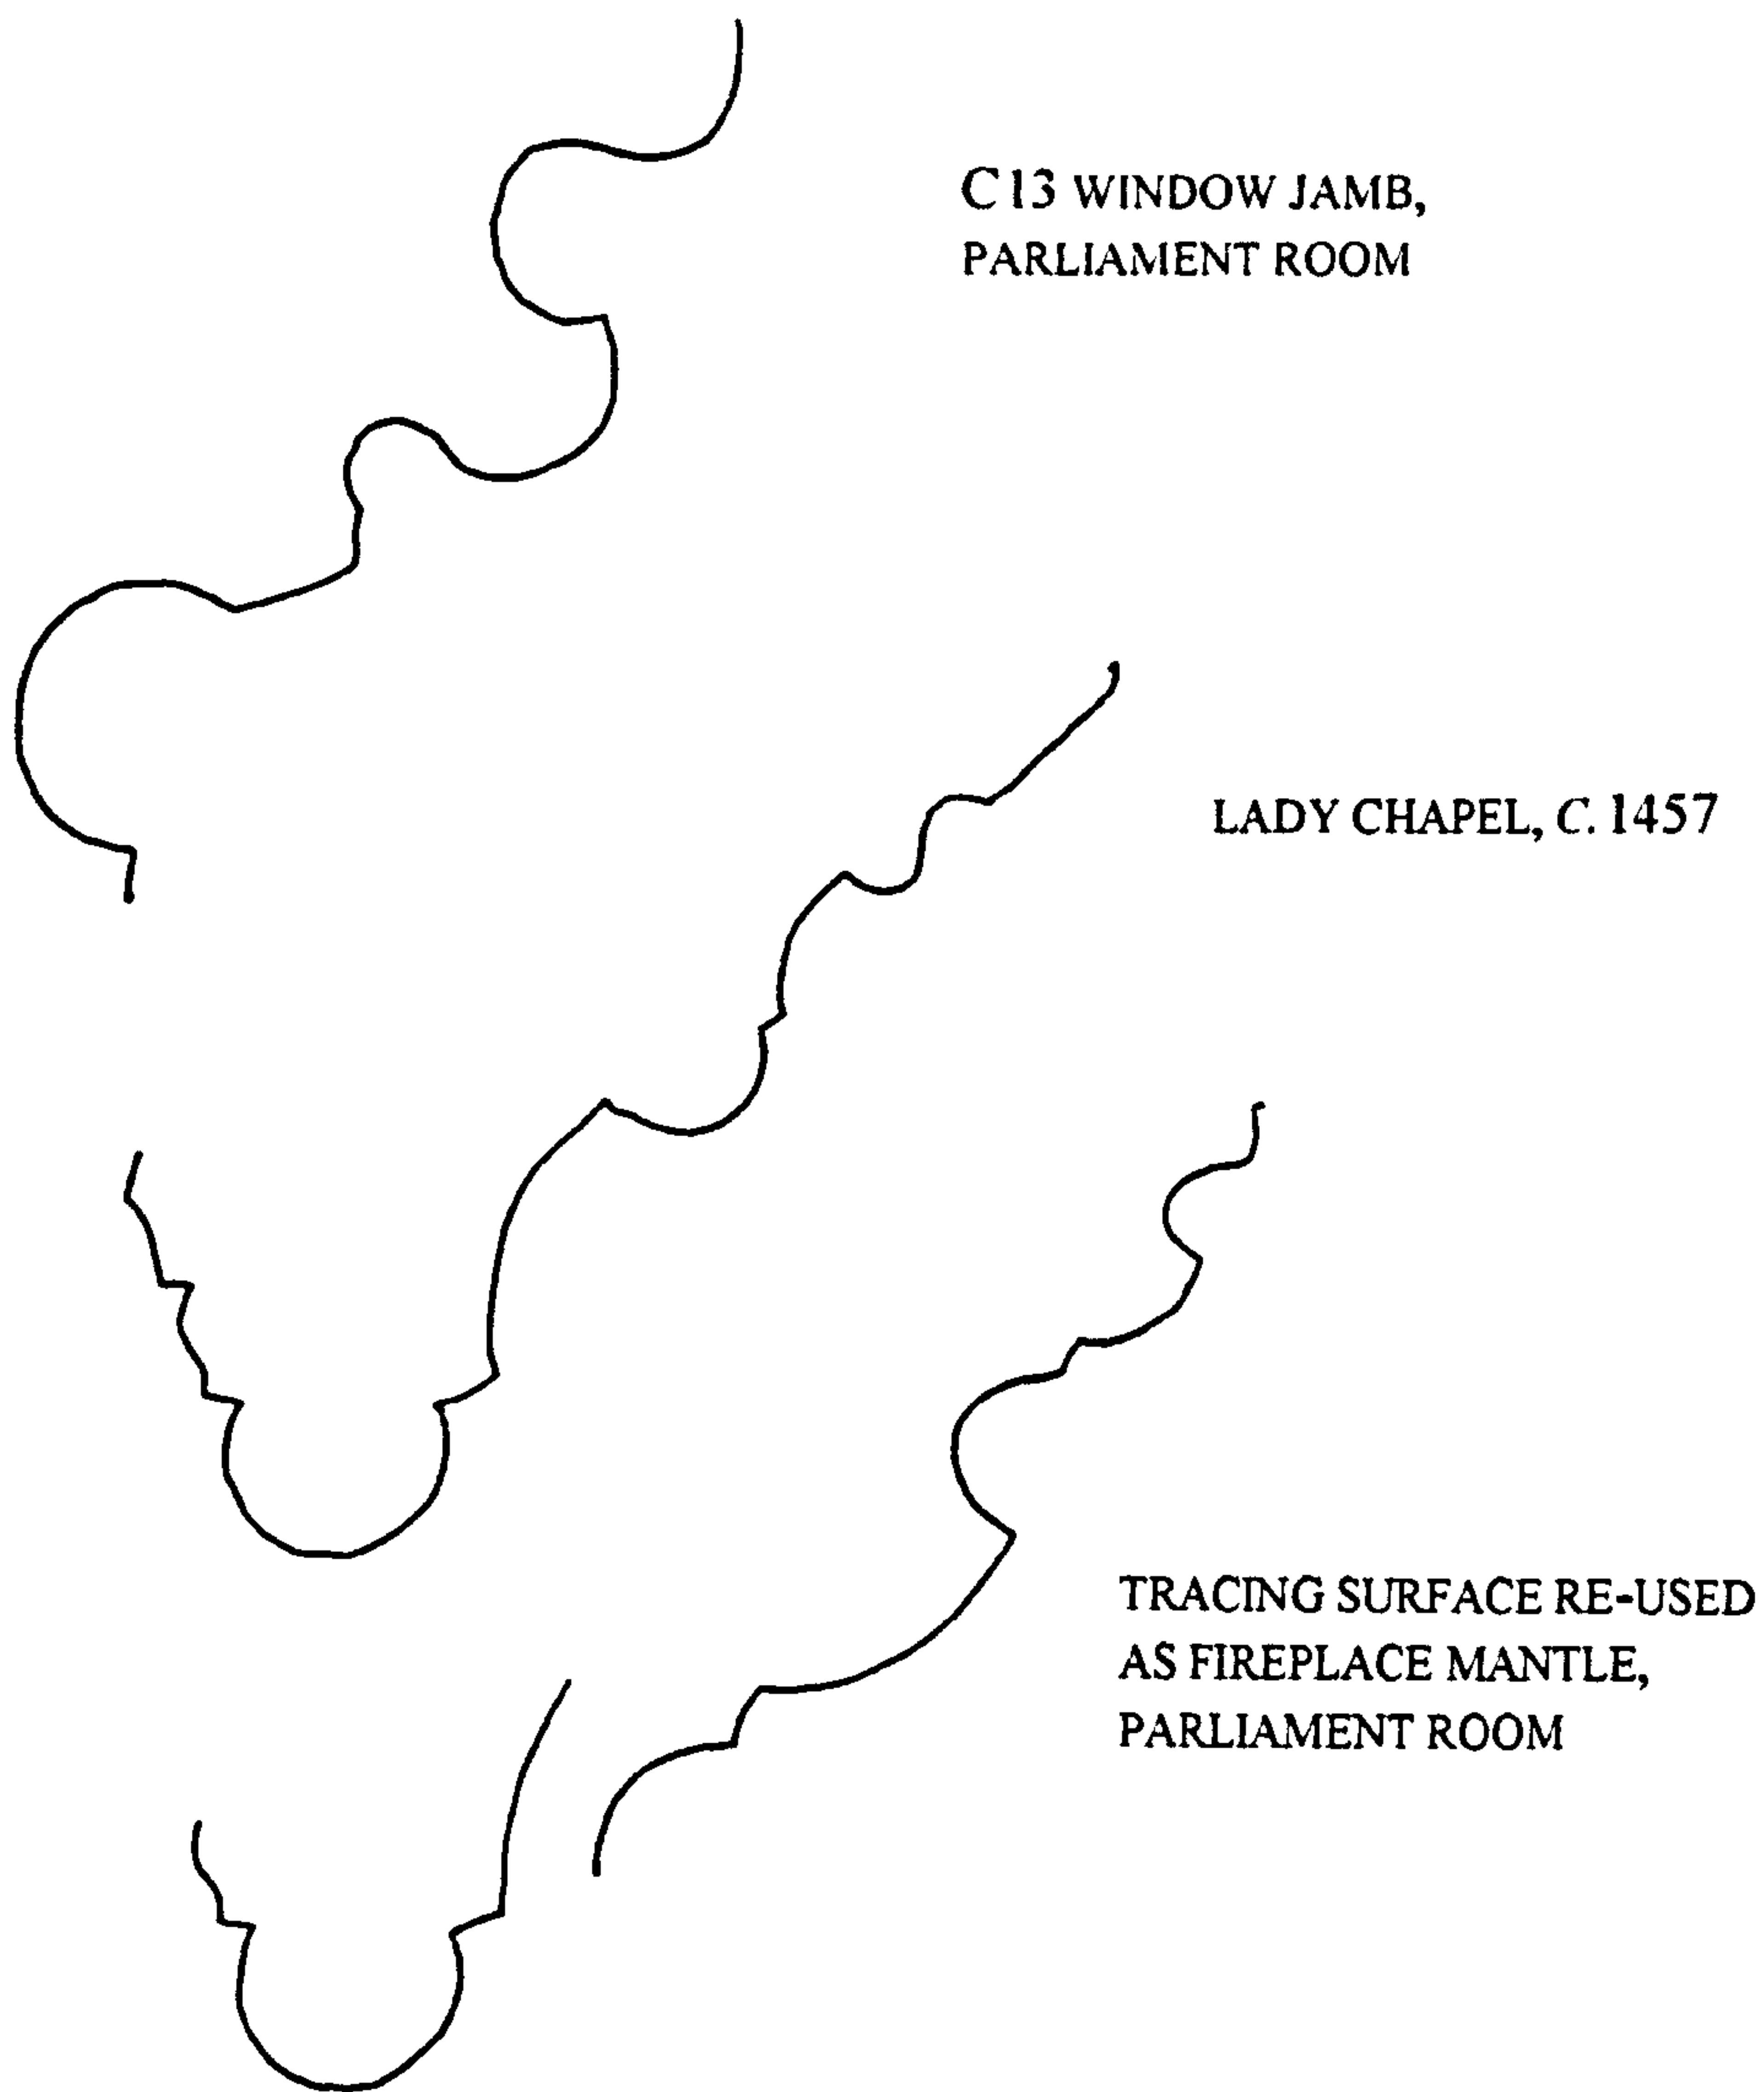 C13 WINDOW JAMB,
PARLIAMENT ROOM
LADY CHAPEL, C. 1457
TRACING SURFACE RE-USED
AS FIREPLACE MANTLE,
PARLIAMENT ROOM